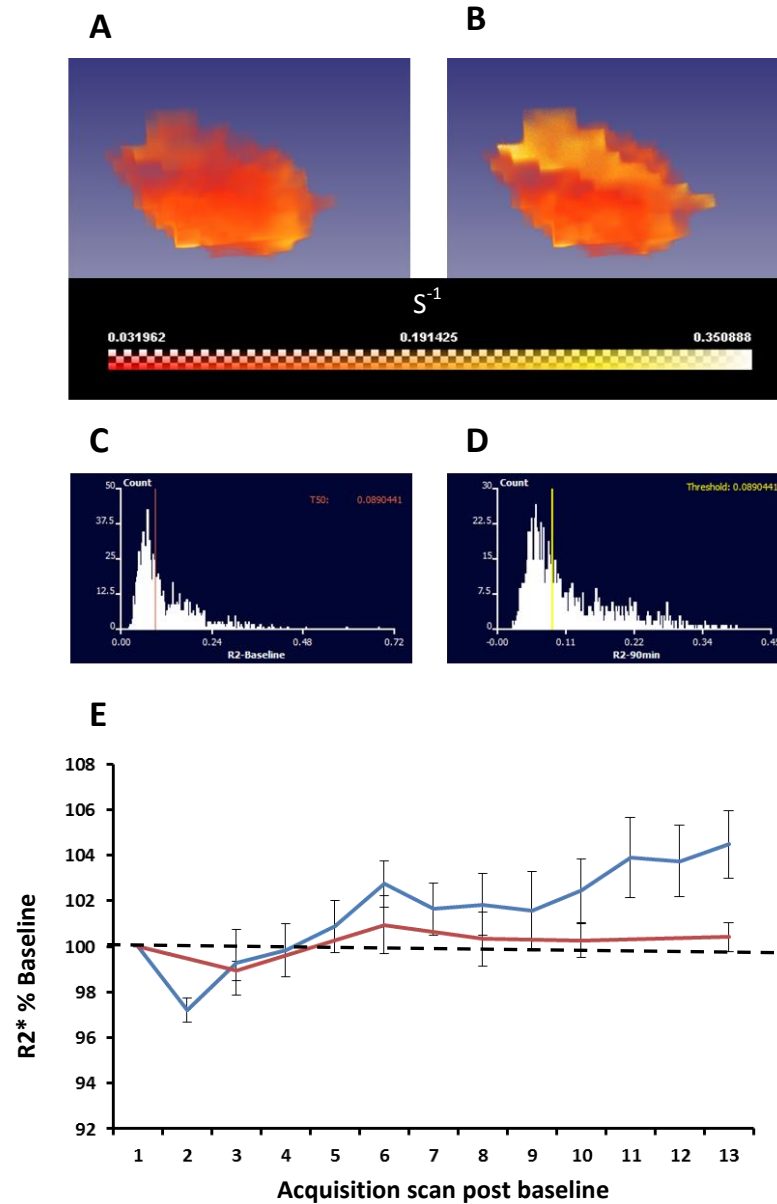 A
B
S-1
0.031962 0.191425 0.350888
C
D
50 Count
T50: 0.0890441
37.5
25
12.5
0
0.00 0.24 0.48 0.72
R2-Baseline
30 Count
Threshold: 0.0890441
22.5
15
7.5
0
-0.00 0.11 0.22 0.34 0.45
R2-90min
E
R2* % Baseline
108
106
104
102
100
98
96
94
92
1 2 3 4 5 6 7 8 9 10 11 12 13
Acquisition scan post baseline